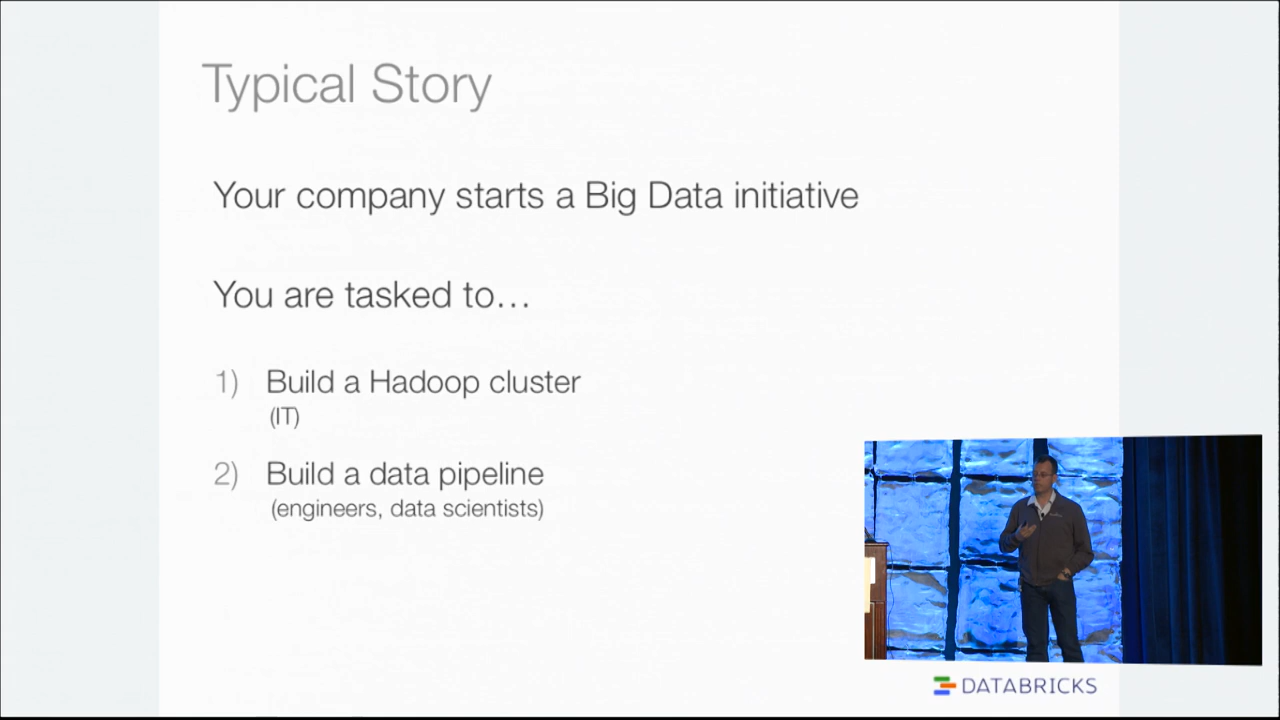 Typical Story
Your company starts a Big Data initiative
You are tasked to…
1) Build a Hadoop cluster
(IT)
2) Build a data pipeline
(engineers, data scientists)
DATABRICKS